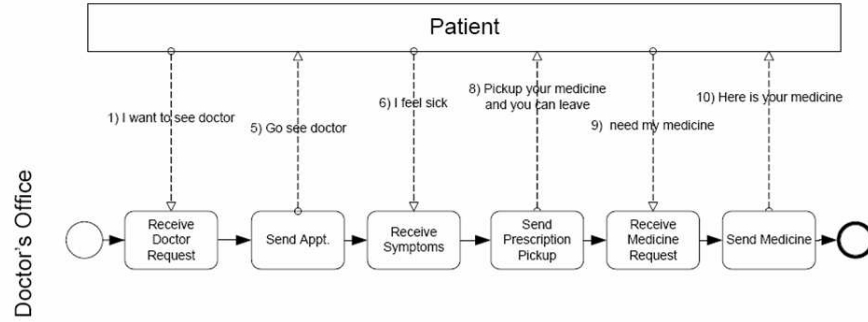 Patient
1) I want to see doctor
5) Go see doctor
6) I feel sick
8) Pickup your medicine
and you can leave
9) need my medicine
10) Here is your medicine
Doctor's Office
Receive
Doctor
Request
Send Appt.
Receive
Symptoms
Send
Prescription
Pickup
Receive
Medicine
Request
Send Medicine